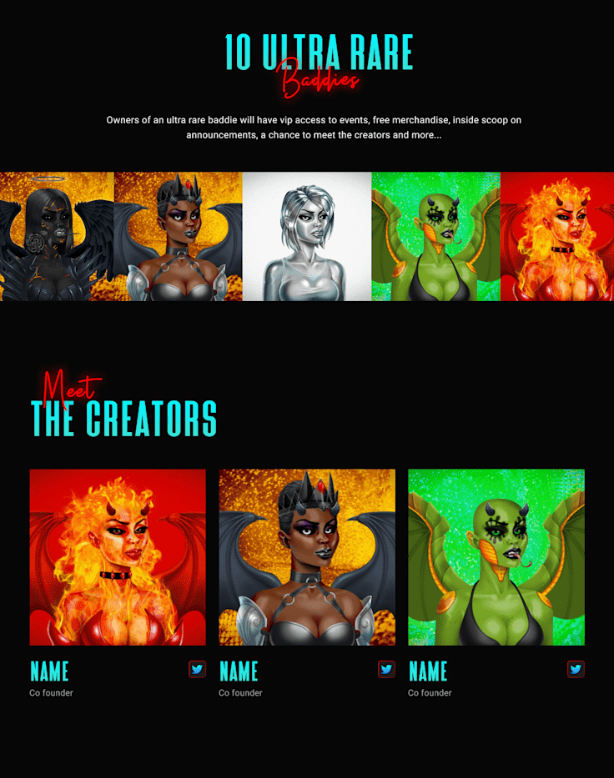 10 ULTRA RARE
Baddies
Owners of an ultra rare baddie will have vip access to events, free merchandise, inside scoop on
announcements, a chance to meet the creators and more...
Meet
THE CREATORS
NAME
Co founder
NAME
Co founder
NAME
Co founder